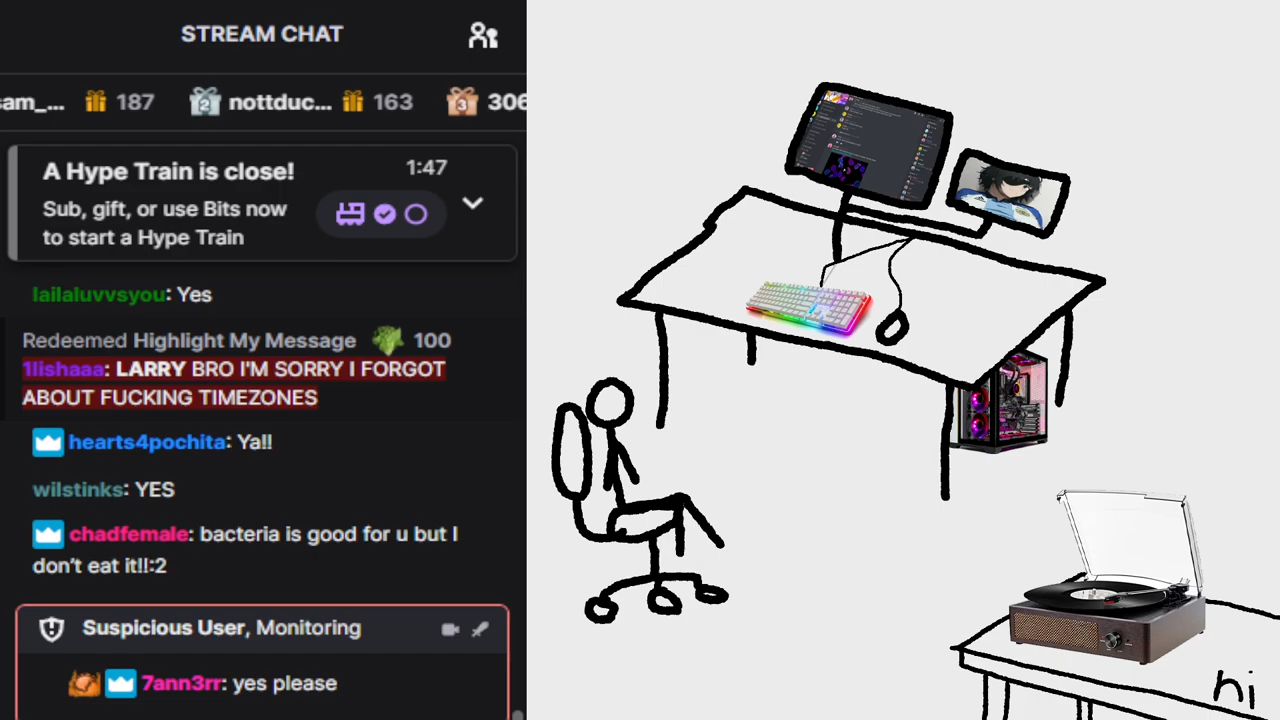 STREAM CHAT
sam_... 187 2 nottduc... 163 3 306
A Hype Train is close! 1:47
Sub, gift, or use Bits now
to start a Hype Train
lailaluvvsyou: Yes
Redeemed Highlight My Message 100
1lishaaa: LARRY BRO I'M SORRY I FORGOT
ABOUT FUCKING TIMEZONES
hearts4pochita: Ya!!
wilstinks: YES
chadfemale: bacteria is good for u but I
don't eat it!!:2
Suspicious User, Monitoring
7ann3rr: yes please
hi